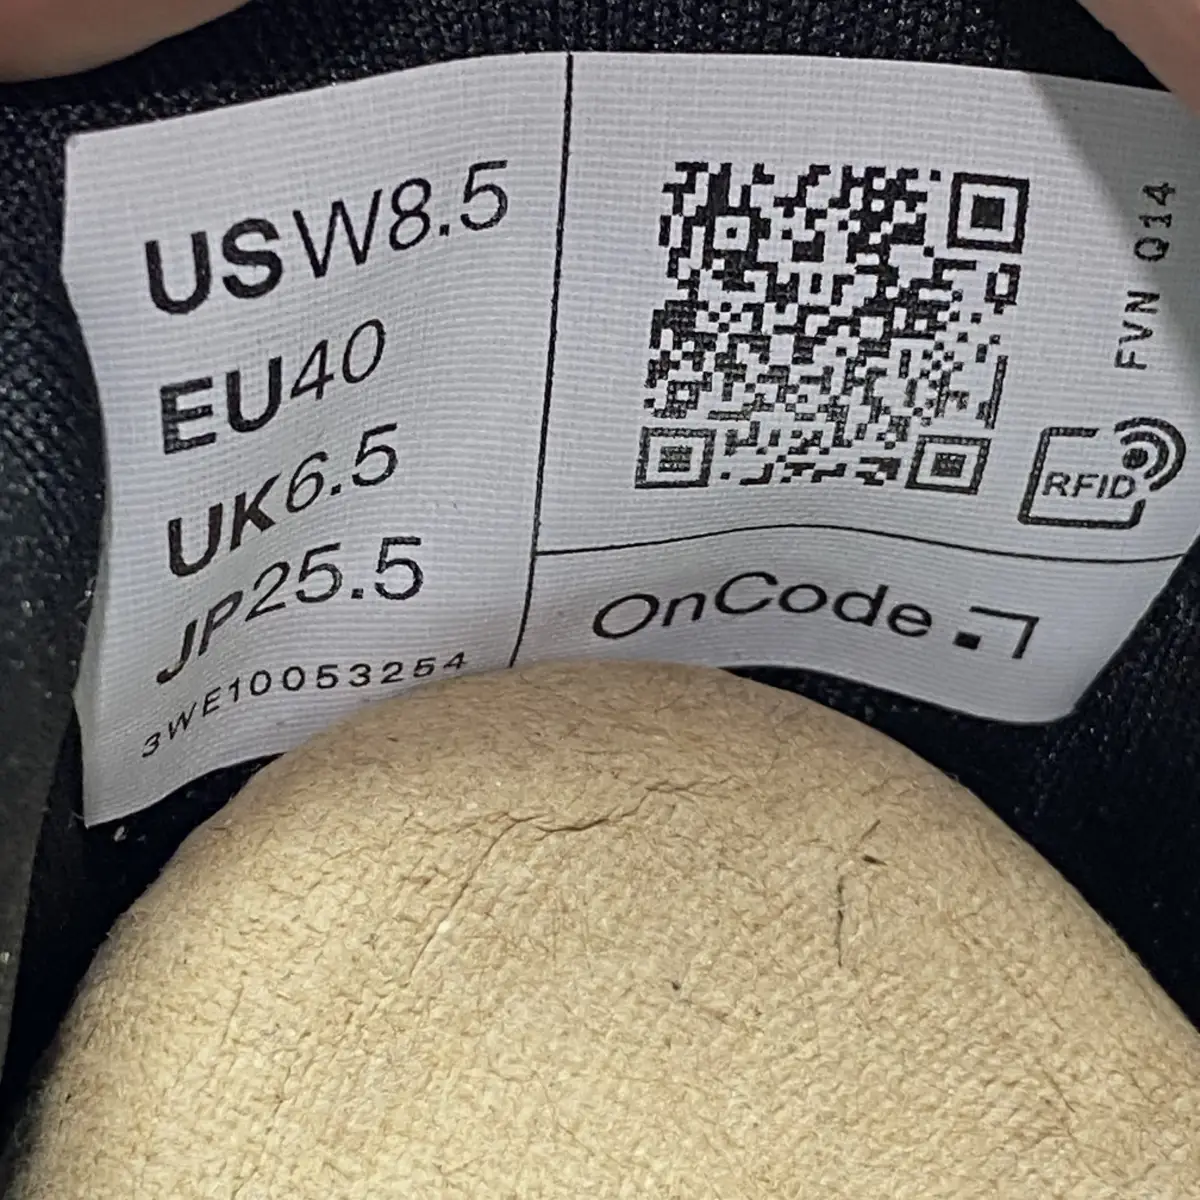 USW8.5
EU40
UK6.5
JP25.5
3WE10053254
FVN Q14
RFID
OnCode